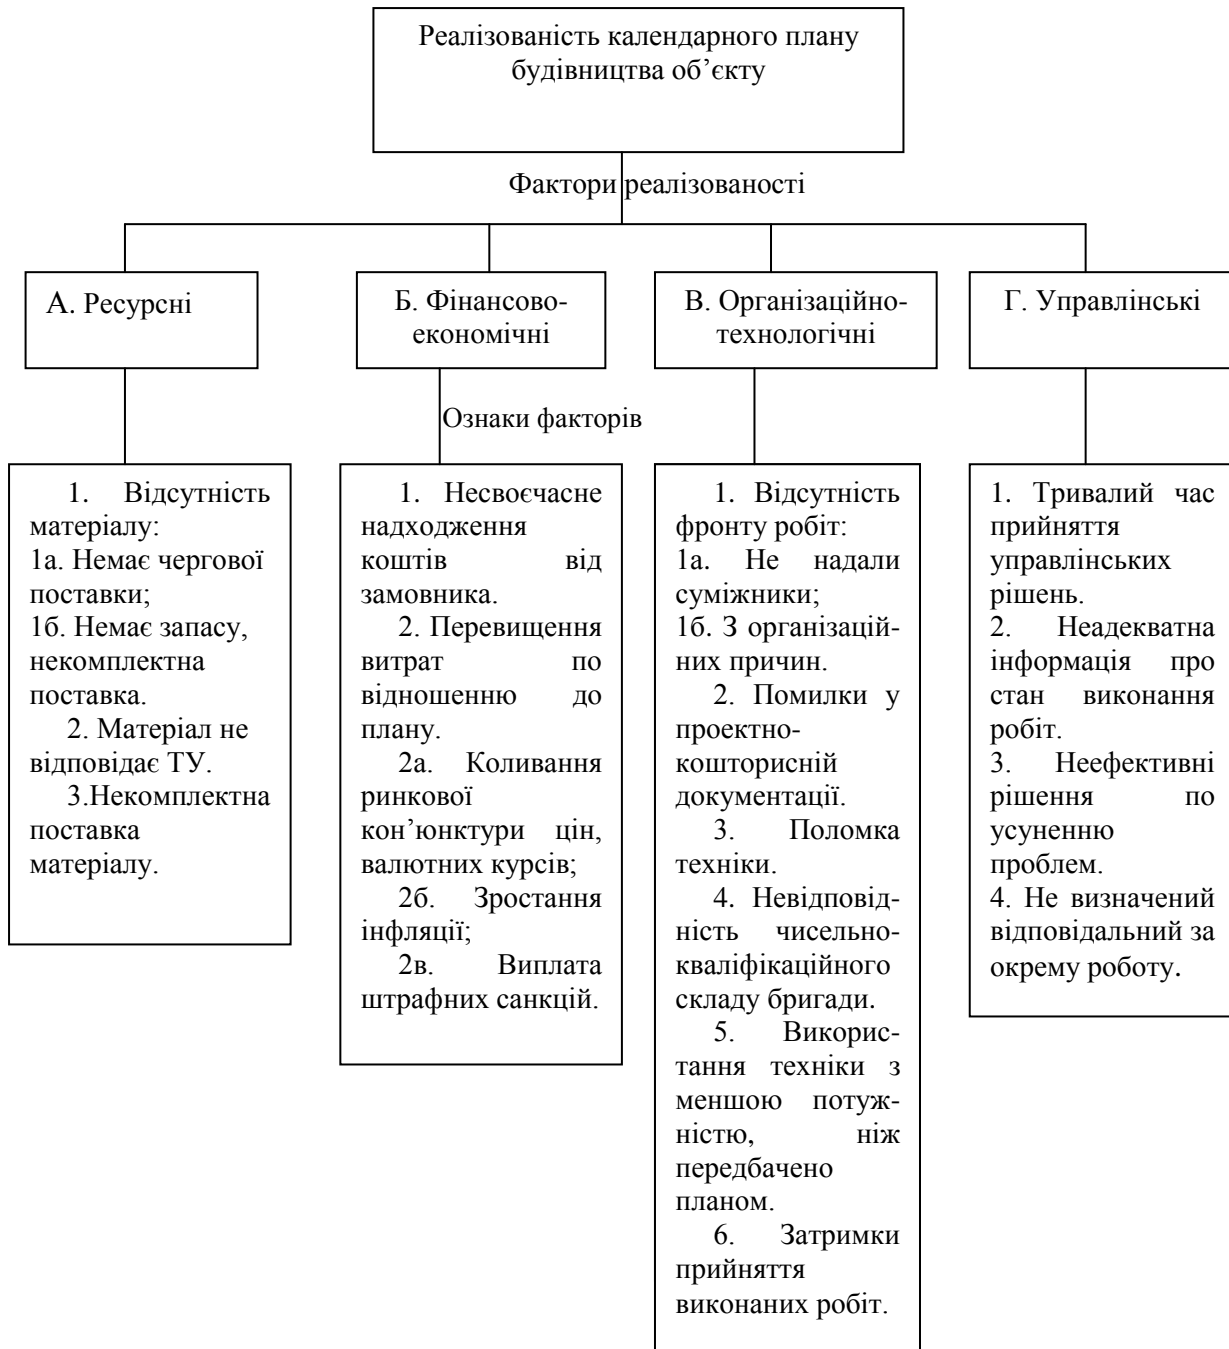 Реалізованість календарного плану
будівництва об’єкту
Фактори реалізованості
А. Ресурсні
Б. Фінансово-
економічні
В. Організаційно-
технологічні
Г. Управлінські
Ознаки факторів
1. Відсутність
матеріалу:
1а. Немає чергової
поставки;
1б. Немає запасу,
некомплектна
поставка.
2. Матеріал не
відповідає ТУ.
3.Некомплектна
поставка
матеріалу.
1. Несвоєчасне
надходження
коштів від
замовника.
2. Перевищення
витрат по
відношенню до
плану.
2а. Коливання
ринкової
кон’юнктури цін,
валютних курсів;
2б. Зростання
інфляції;
2в. Виплата
штрафних санкцій.
1. Відсутність
фронту робіт:
1а. Не надали
суміжники;
1б. З організацій-
них причин.
2. Помилки у
проектно-
кошторисній
документації.
3. Поломка
техніки.
4. Невідповід-
ність чисельно-
кваліфікаційного
складу бригади.
5. Викорис-
тання техніки з
меншою потуж-
ністю, ніж
передбачено
планом.
6. Затримки
прийняття
виконаних робіт.
1. Тривалий час
прийняття
управлінських
рішень.
2. Неадекватна
інформація про
стан виконання
робіт.
3. Неефективні
рішення по
усуненню
проблем.
4. Не визначений
відповідальний за
окрему роботу.